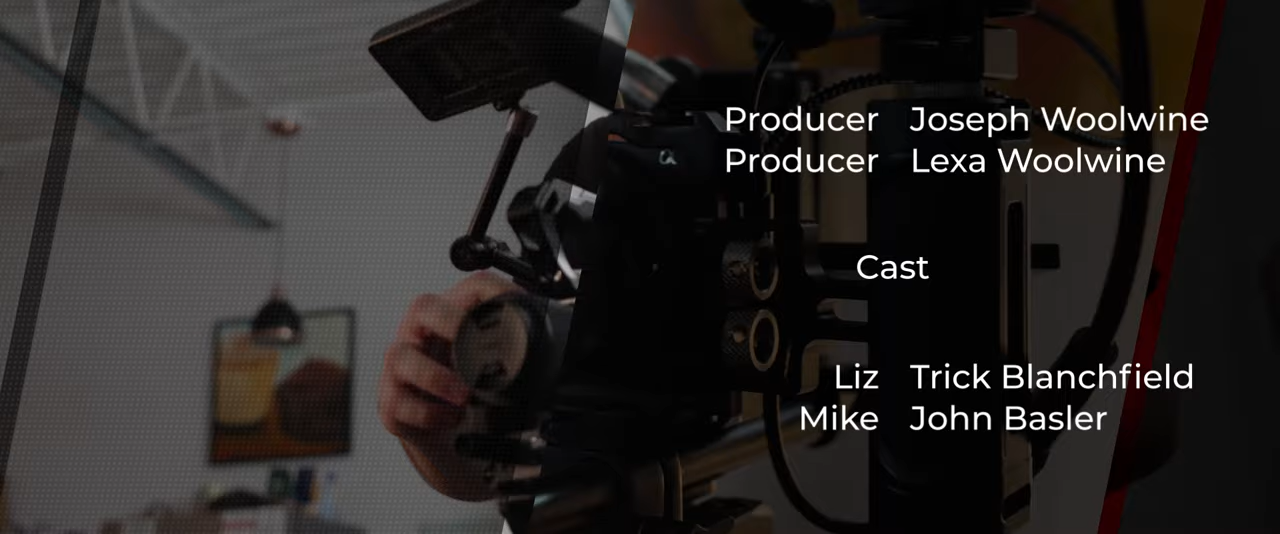 Producer Joseph Woolwine
Producer Lexa Woolwine
Cast
Liz Trick Blanchfield
Mike John Basler